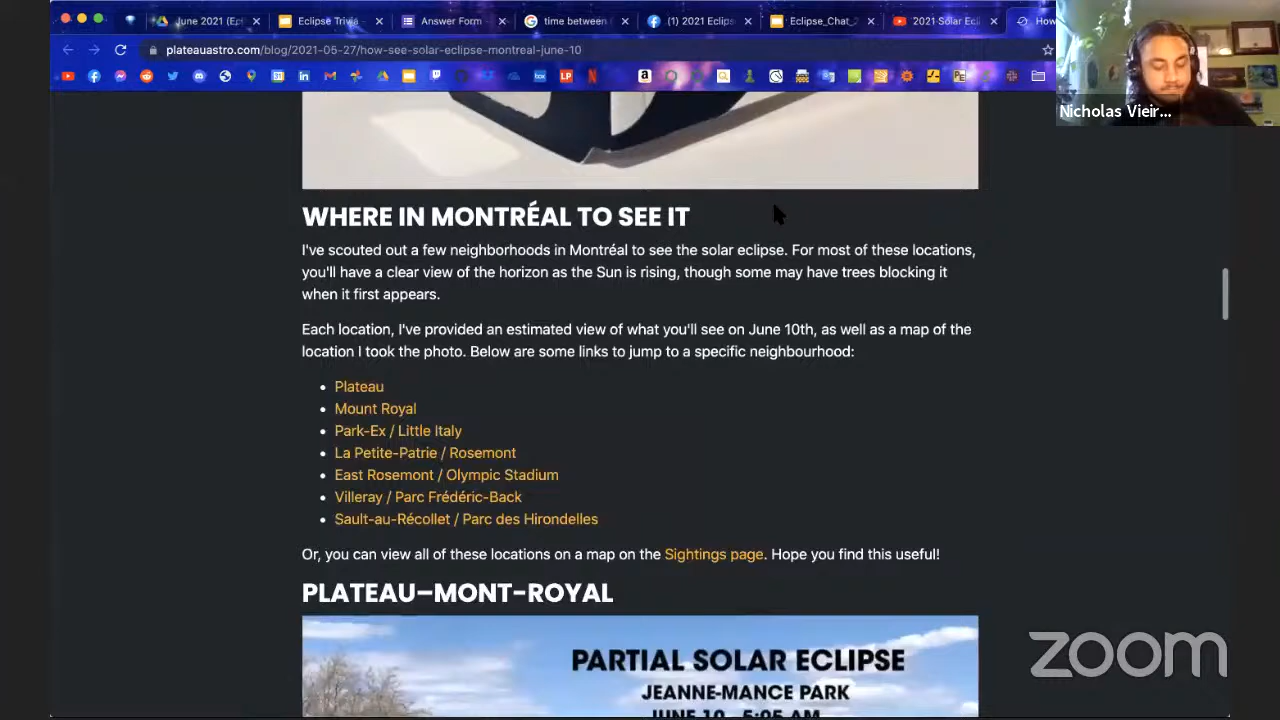 June 2021 (Ec
Eclipse Trivia -
Answer Form
time between
(1) 2021 Eclips
Eclipse_Chat_
2021 Solar Ecl
How
plateauastro.com/blog/2021-05-27/how-see-solar-eclipse-montreal-june-10
Nicholas Vieir...
WHERE IN MONTRÉAL TO SEE IT
I've scouted out a few neighborhoods in Montréal to see the solar eclipse. For most of these locations,
you'll have a clear view of the horizon as the Sun is rising, though some may have trees blocking it
when it first appears.
Each location, I've provided an estimated view of what you'll see on June 10th, as well as a map of the
location I took the photo. Below are some links to jump to a specific neighbourhood:
• Plateau
• Mount Royal
• Park-Ex / Little Italy
• La Petite-Patrie / Rosemont
• East Rosemont / Olympic Stadium
• Villeray / Parc Frédéric-Back
• Sault-au-Récollet / Parc des Hirondelles
Or, you can view all of these locations on a map on the Sightings page. Hope you find this useful!
PLATEAU–MONT-ROYAL
PARTIAL SOLAR ECLIPSE
JEANNE-MANCE PARK
JUNE 10 - 5:05 AM
zoom